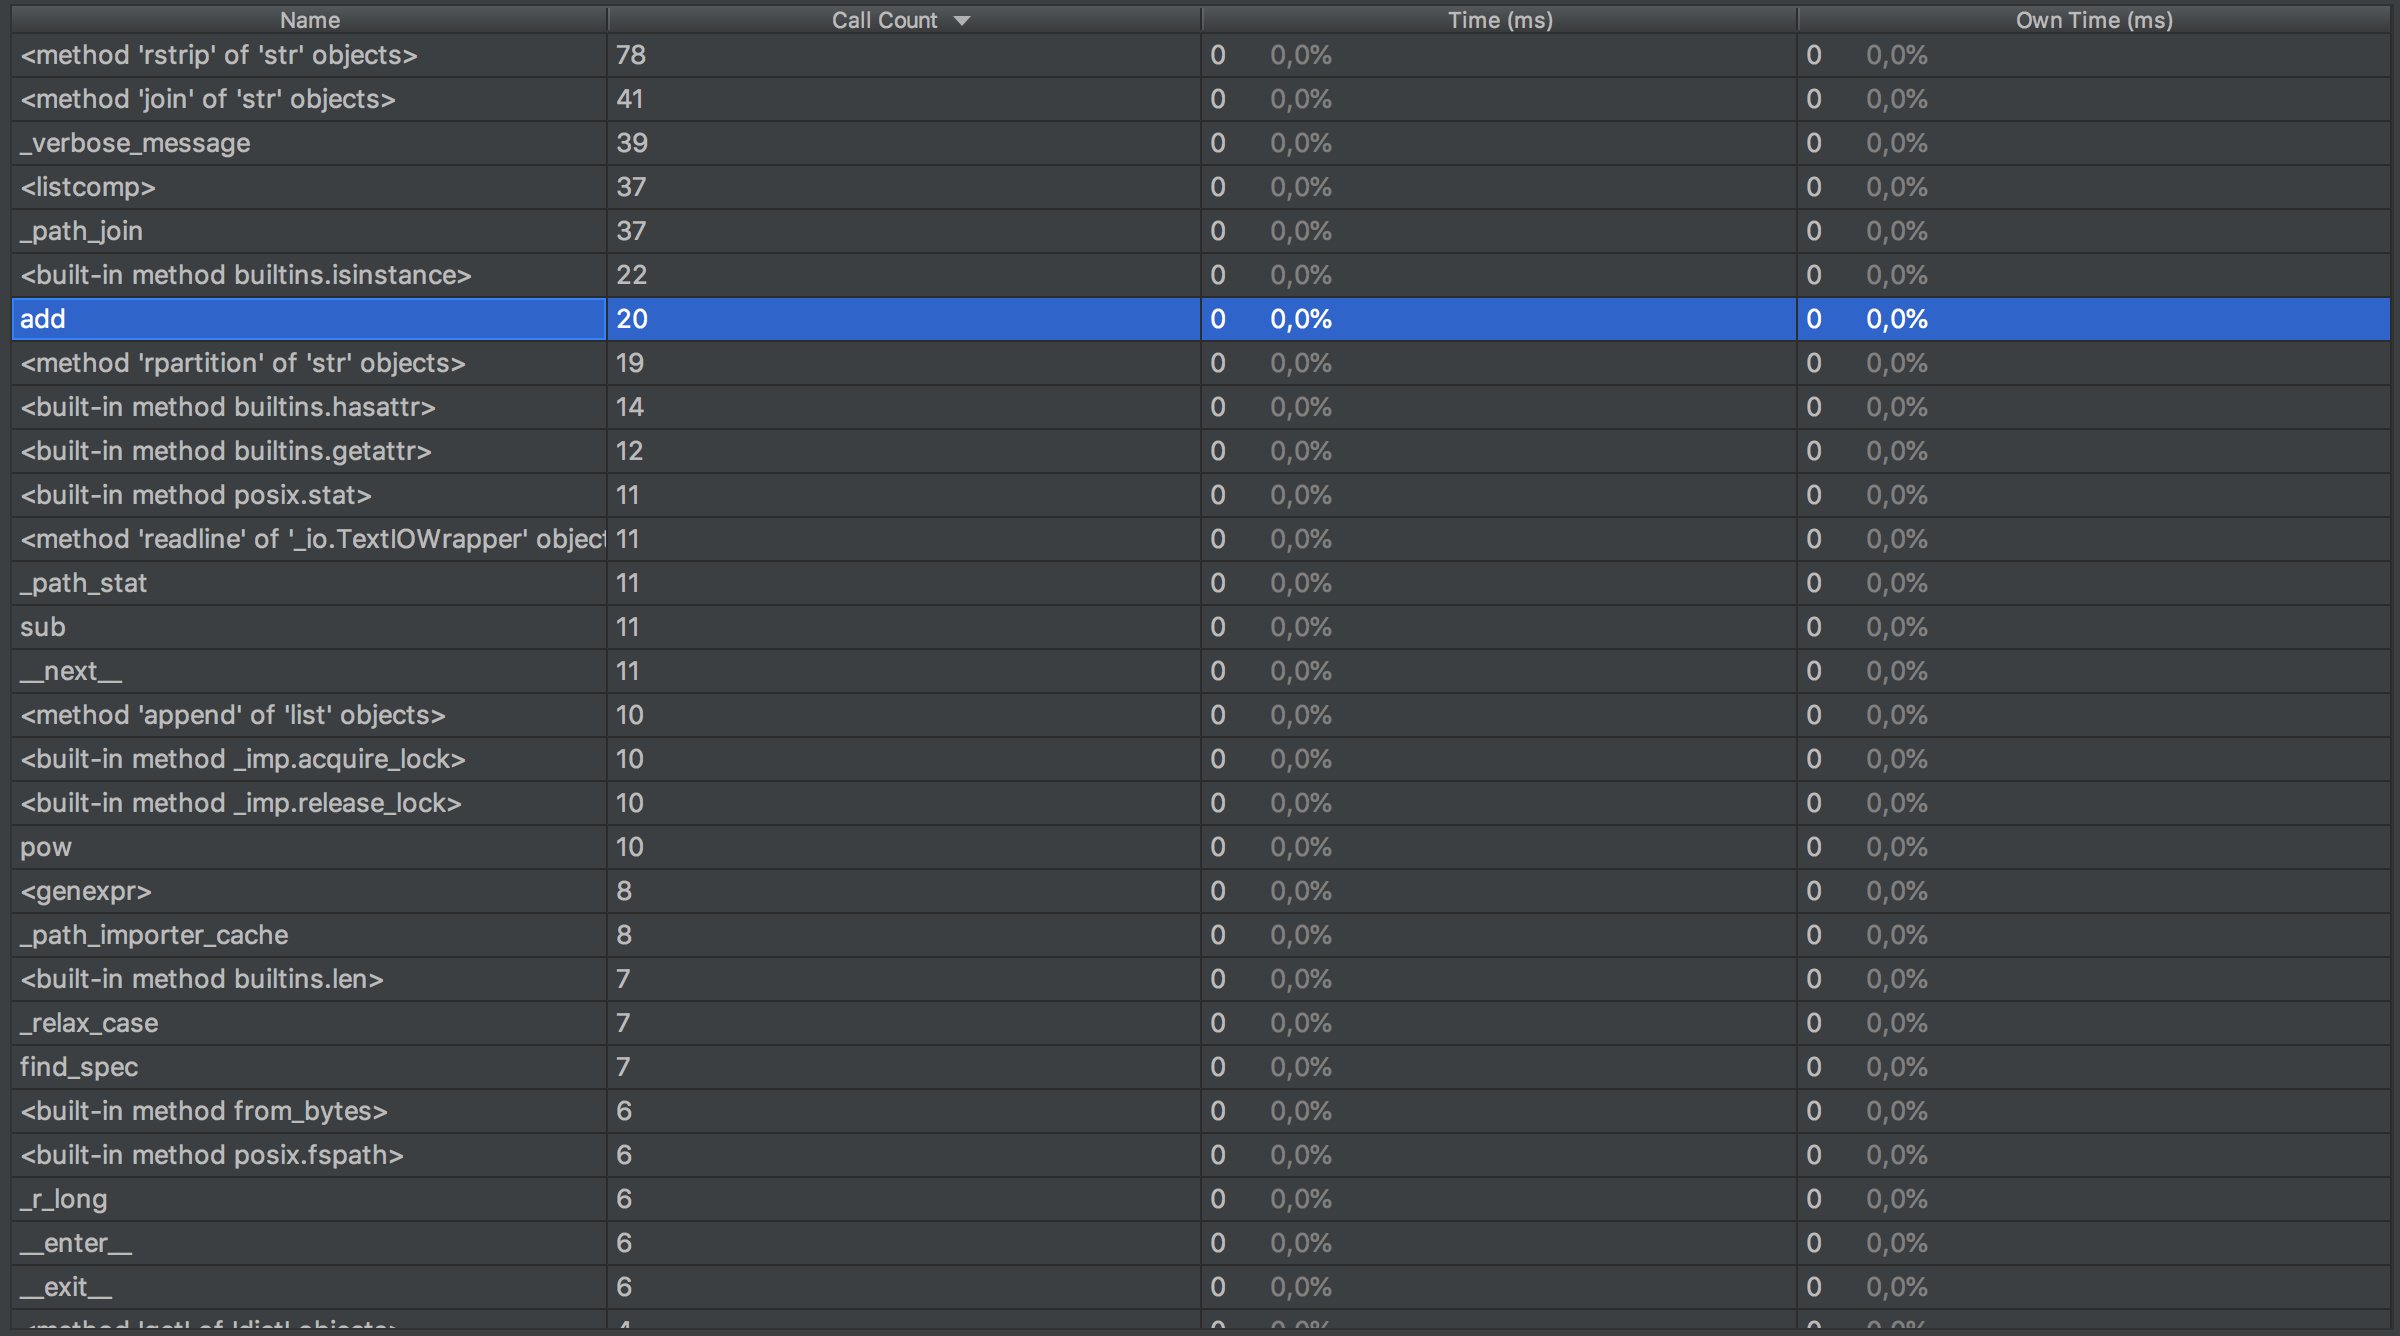 Name Call Count Time (ms) Own Time (ms)
<method 'rstrip' of 'str' objects> 78 0 0,0% 0 0,0%
<method 'join' of 'str' objects> 41 0 0,0% 0 0,0%
_verbose_message 39 0 0,0% 0 0,0%
<listcomp> 37 0 0,0% 0 0,0%
_path_join 37 0 0,0% 0 0,0%
<built-in method builtins.isinstance> 22 0 0,0% 0 0,0%
add 20 0 0,0% 0 0,0%
<method 'rpartition' of 'str' objects> 19 0 0,0% 0 0,0%
<built-in method builtins.hasattr> 14 0 0,0% 0 0,0%
<built-in method builtins.getattr> 12 0 0,0% 0 0,0%
<built-in method posix.stat> 11 0 0,0% 0 0,0%
<method 'readline' of '_io.TextIOWrapper' object 11 0 0,0% 0 0,0%
_path_stat 11 0 0,0% 0 0,0%
sub 11 0 0,0% 0 0,0%
__next__ 11 0 0,0% 0 0,0%
<method 'append' of 'list' objects> 10 0 0,0% 0 0,0%
<built-in method _imp.acquire_lock> 10 0 0,0% 0 0,0%
<built-in method _imp.release_lock> 10 0 0,0% 0 0,0%
pow 10 0 0,0% 0 0,0%
<genexpr> 8 0 0,0% 0 0,0%
_path_importer_cache 8 0 0,0% 0 0,0%
<built-in method builtins.len> 7 0 0,0% 0 0,0%
_relax_case 7 0 0,0% 0 0,0%
find_spec 7 0 0,0% 0 0,0%
<built-in method from_bytes> 6 0 0,0% 0 0,0%
<built-in method posix.fspath> 6 0 0,0% 0 0,0%
_r_long 6 0 0,0% 0 0,0%
__enter__ 6 0 0,0% 0 0,0%
__exit__ 6 0 0,0% 0 0,0%
<method 'get' of 'dict' objects> 4 0 0,0% 0 0,0%